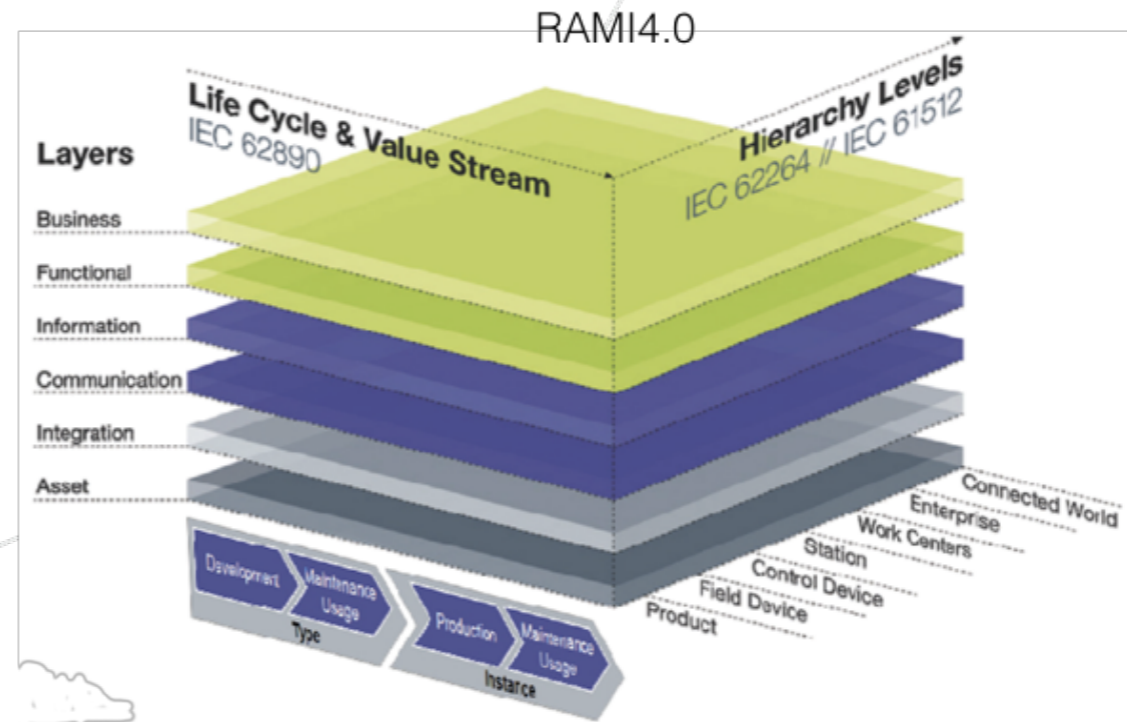 RAMI4.0
Life Cycle & Value Stream
IEC 62890
Hierarchy Levels
IEC 62264 // IEC 61512
Layers
Business
Functional
Information
Communication
Integration
Asset
Connected World
Enterprise
Work Centers
Station
Control Device
Field Device
Product
Development
Maintenance
Usage
Type
Production
Maintenance
Usage
Instance